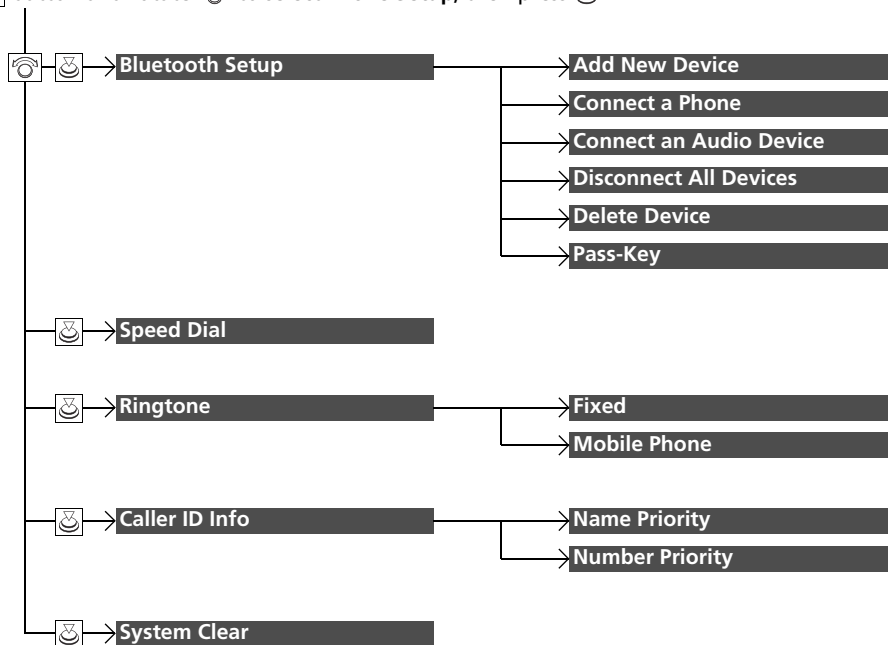 Bluetooth Setup
Add New Device
Connect a Phone
Connect an Audio Device
Disconnect All Devices
Delete Device
Pass-Key
Speed Dial
Ringtone
Fixed
Mobile Phone
Caller ID Info
Name Priority
Number Priority
System Clear